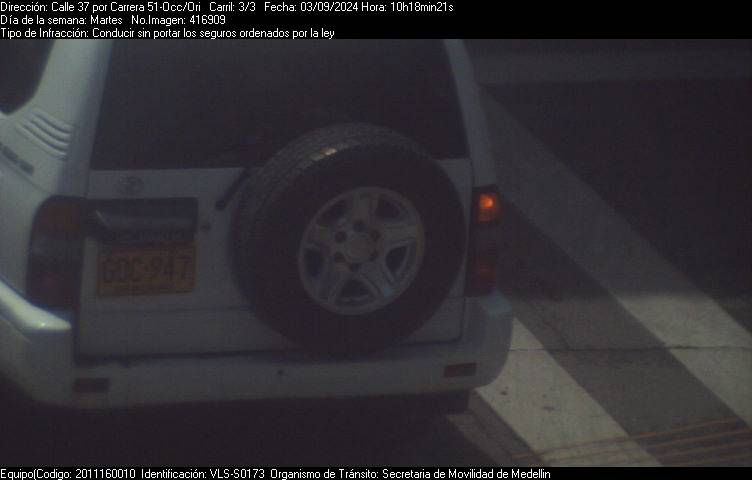 Dirección: Calle 37 por Carrera 51-Occ/Ori   Carril: 3/3   Fecha: 03/09/2024 Hora: 10h18min21s
Día de la semana: Martes   No.Imagen: 416909
Tipo de Infracción: Conducir sin portar los seguros ordenados por la ley
GDC-947
Equipo(Codigo: 2011160010  Identificación: VLS-S0173  Organismo de Tránsito: Secretaria de Movilidad de Medellin